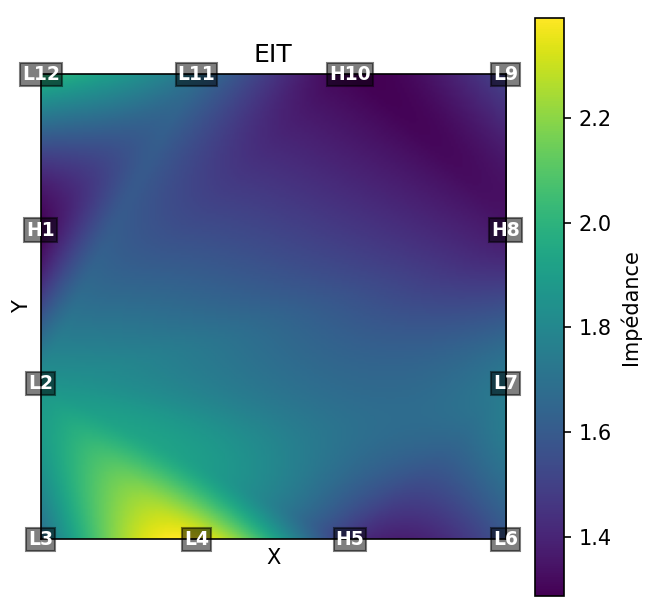 EIT
L12 L11 H10 L9
H1 H8
L2 L7
L3 L4 H5 L6
X
Y
2.2
2.0
1.8
1.6
1.4
Impédance